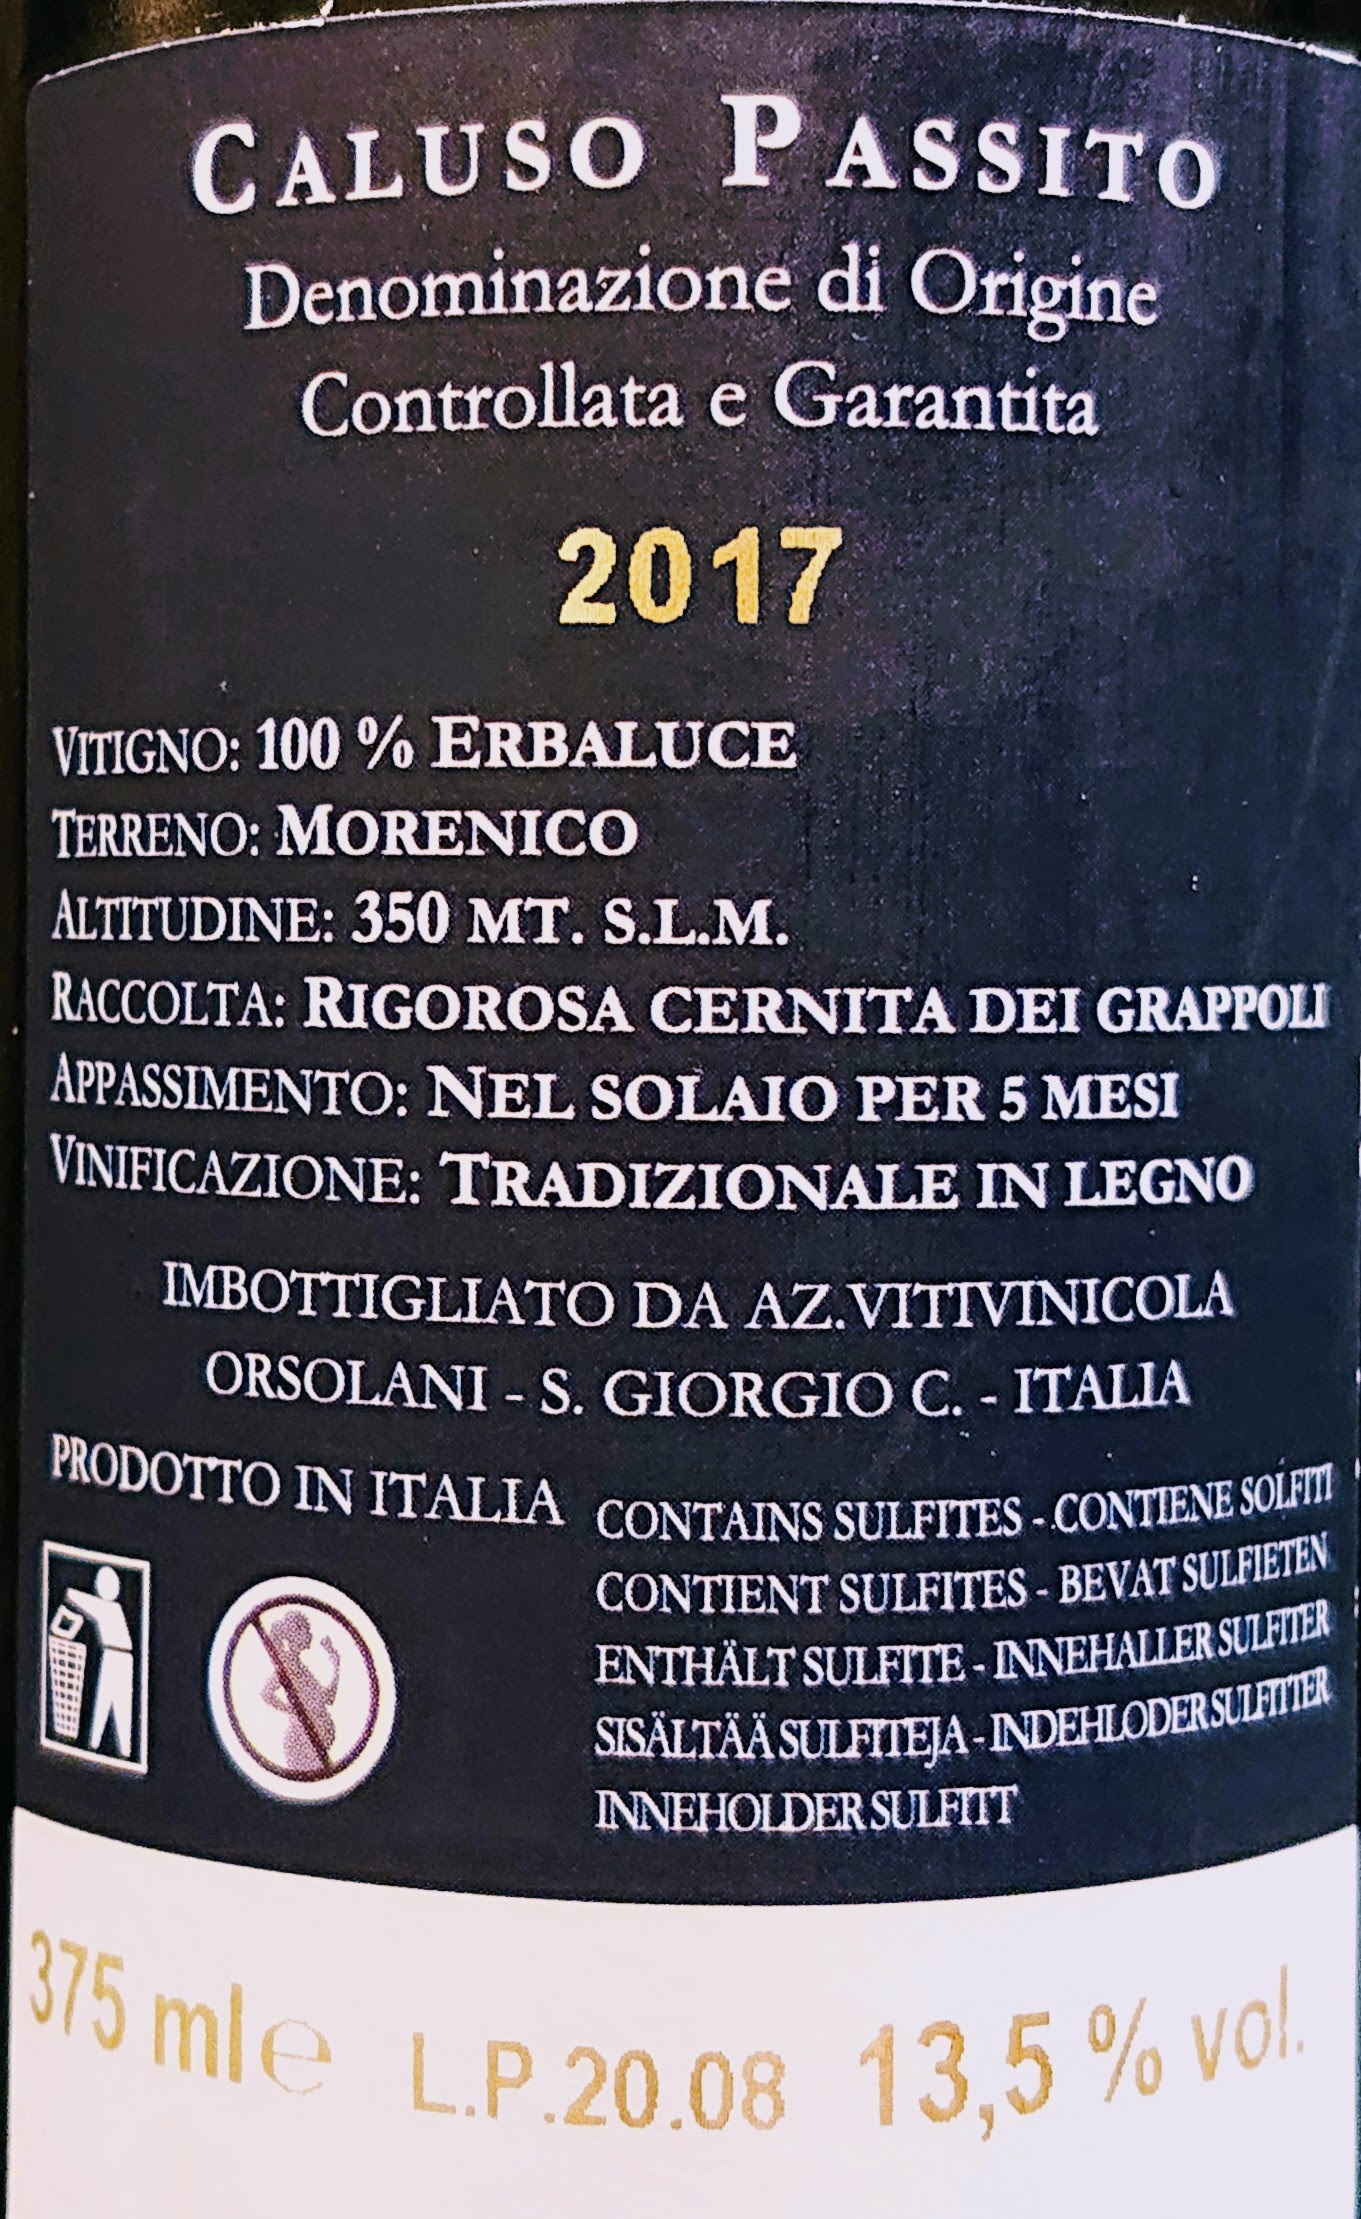 CALUSO PASSITO
Denominazione di Origine
Controllata e Garantita
2017
VITIGNO: 100 % ERBALUCE
TERRENO: MORENICO
ALTITUDINE: 350 MT. S.L.M.
RACCOLTA: RIGOROSA CERNITA DEI GRAPPOLI
APPASSIMENTO: NEL SOLAIO PER 5 MESI
VINIFICAZIONE: TRADIZIONALE IN LEGNO
IMBOTTIGLIATO DA AZ.VITIVINICOLA
ORSOLANI - S. GIORGIO C. - ITALIA
PRODOTTO IN ITALIA
CONTAINS SULFITES - CONTIENE SOLFITI
CONTIENT SULFITES - BEVAT SULFIETEN
ENTHÄLT SULFITE - INNEHALLER SULFITER
SISÄLTÄÄ SULFITEJA - INDEHLODER SULFITTER
INNEHOLDER SULFITT
375 ml e L.P.20.08 13,5 % vol.